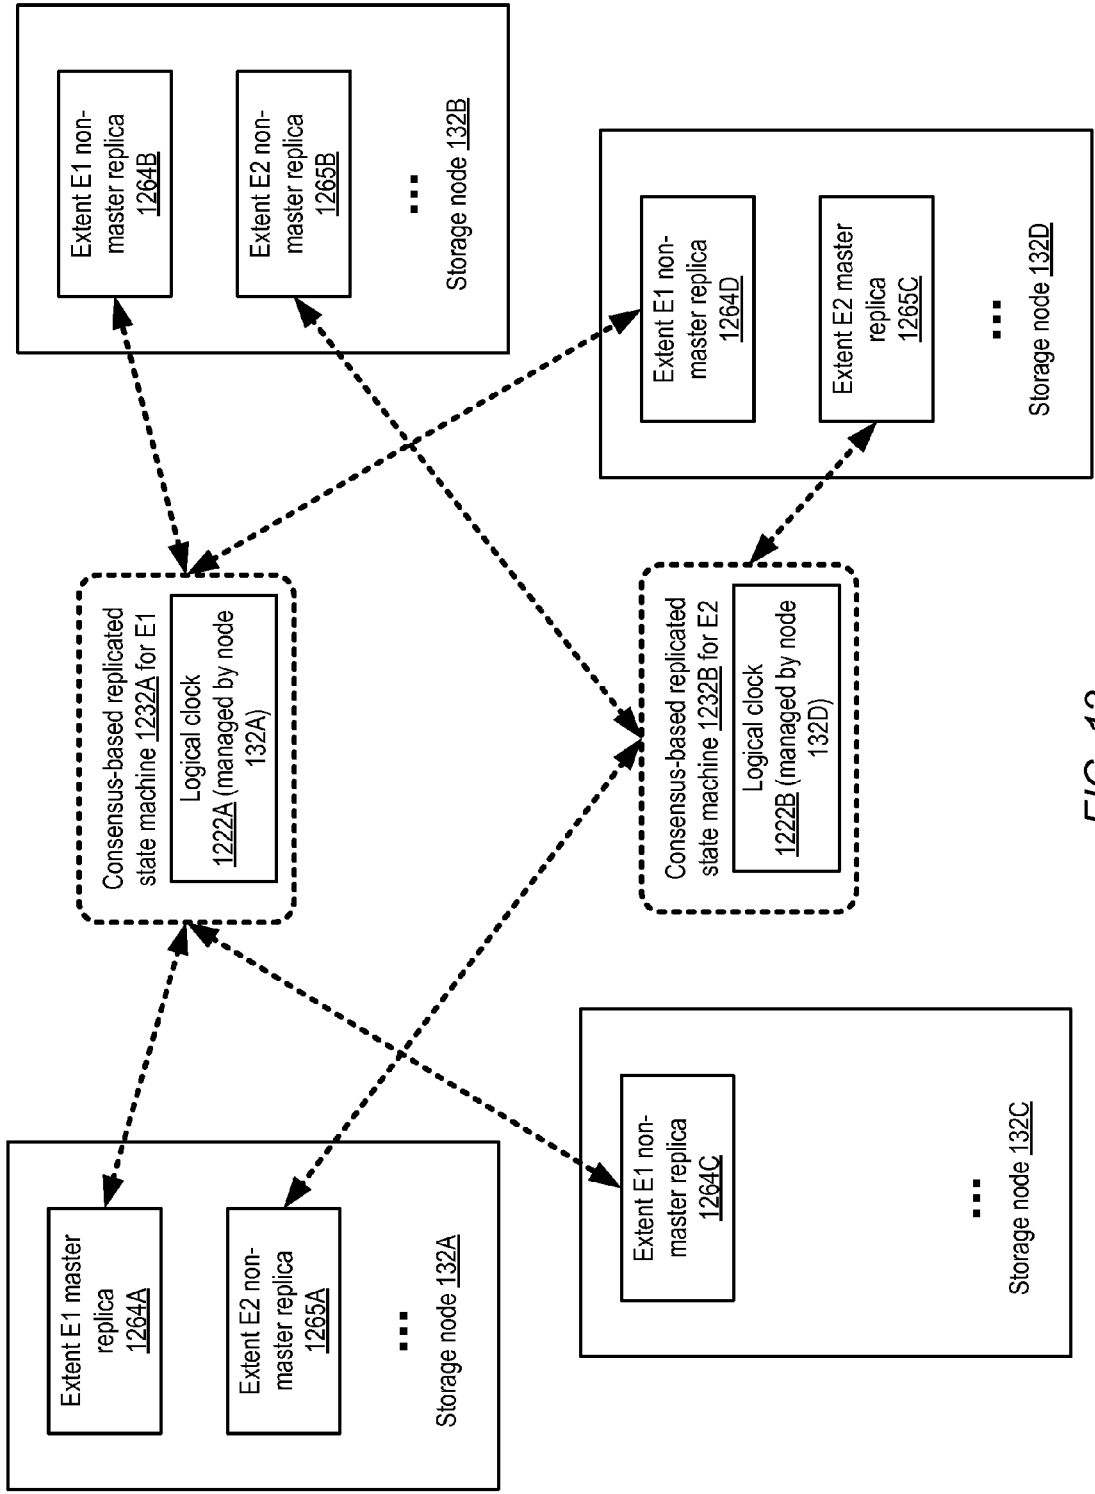 Extent E1 master
replica
1264A
Extent E2 non-
master replica
1265A
...
Storage node 132A
Consensus-based replicated
state machine 1232A for E1
Logical clock
1222A (managed by node
132A)
Extent E1 non-
master replica
1264B
Extent E2 non-
master replica
1265B
...
Storage node 132B
Extent E1 non-
master replica
1264C
...
Storage node 132C
Consensus-based replicated
state machine 1232B for E2
Logical clock
1222B (managed by node
132D)
Extent E1 non-
master replica
1264D
Extent E2 master
replica
1265C
...
Storage node 132D
FIG.